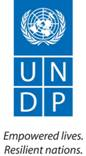 U N
D P
Empowered lives.
Resilient nations.